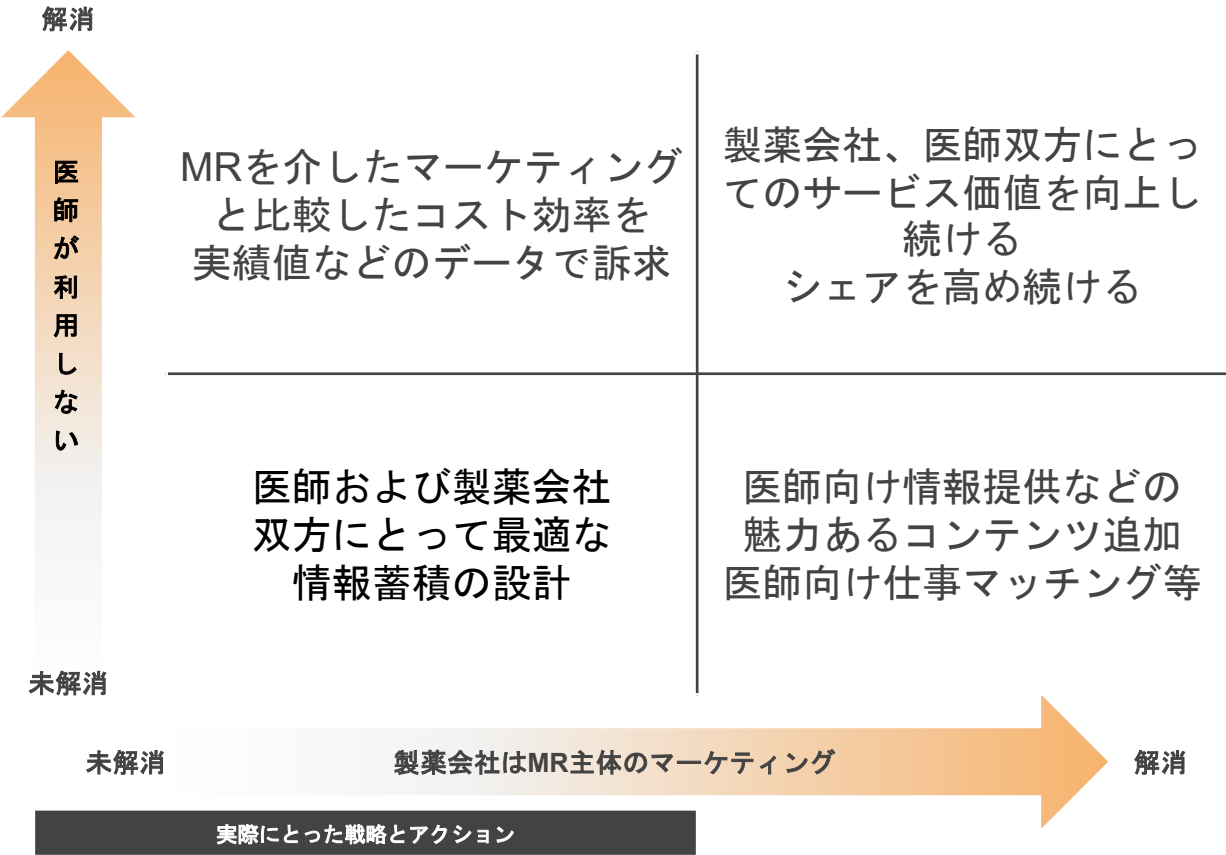 解消
医師が利用しない
MRを介したマーケティング
と比較したコスト効率を
実績値などのデータで訴求
製薬会社、医師双方にとっ
てのサービス価値を向上し
続ける
シェアを高め続ける
医師および製薬会社
双方にとって最適な
情報蓄積の設計
医師向け情報提供などの
魅力あるコンテンツ追加
医師向け仕事マッチング等
未解消
未解消
製薬会社はMR主体のマーケティング
解消
実際にとった戦略とアクション